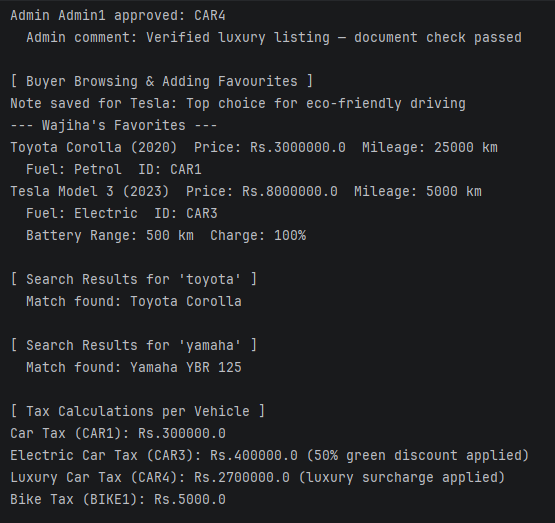 Admin Admin1 approved: CAR4
Admin comment: Verified luxury listing — document check passed
[ Buyer Browsing & Adding Favourites ]
Note saved for Tesla: Top choice for eco-friendly driving
--- Wajiha's Favorites ---
Toyota Corolla (2020)  Price: Rs.3000000.0  Mileage: 25000 km
Fuel: Petrol  ID: CAR1
Tesla Model 3 (2023)  Price: Rs.8000000.0  Mileage: 5000 km
Fuel: Electric  ID: CAR3
Battery Range: 500 km  Charge: 100%
[ Search Results for 'toyota' ]
Match found: Toyota Corolla
[ Search Results for 'yamaha' ]
Match found: Yamaha YBR 125
[ Tax Calculations per Vehicle ]
Car Tax (CAR1): Rs.300000.0
Electric Car Tax (CAR3): Rs.400000.0 (50% green discount applied)
Luxury Car Tax (CAR4): Rs.2700000.0 (luxury surcharge applied)
Bike Tax (BIKE1): Rs.5000.0